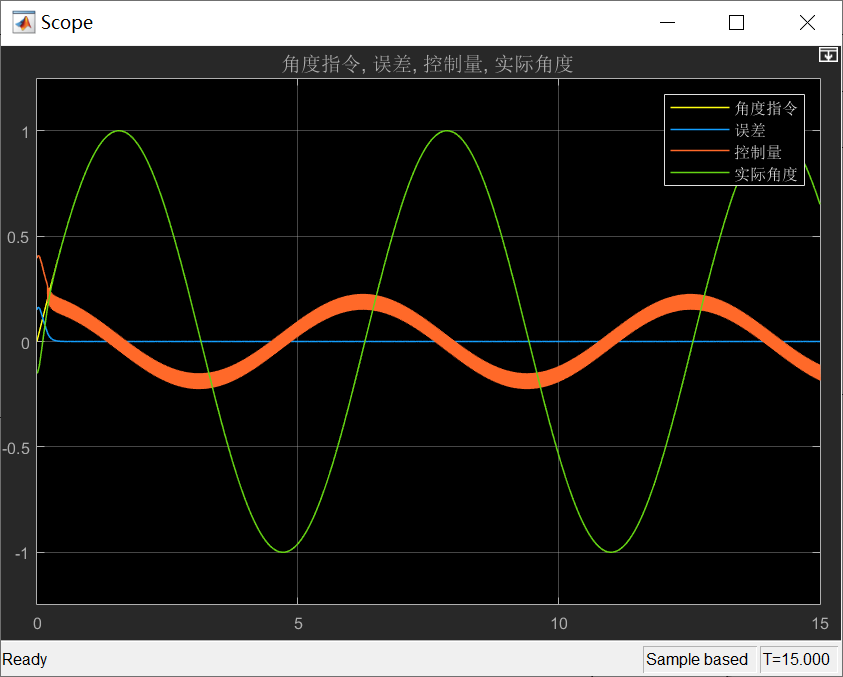 Scope
角度指令, 误差, 控制量, 实际角度
角度指令
误差
控制量
实际角度
1
0.5
0
-0.5
-1
0 5 10 15
Ready Sample based T=15.000